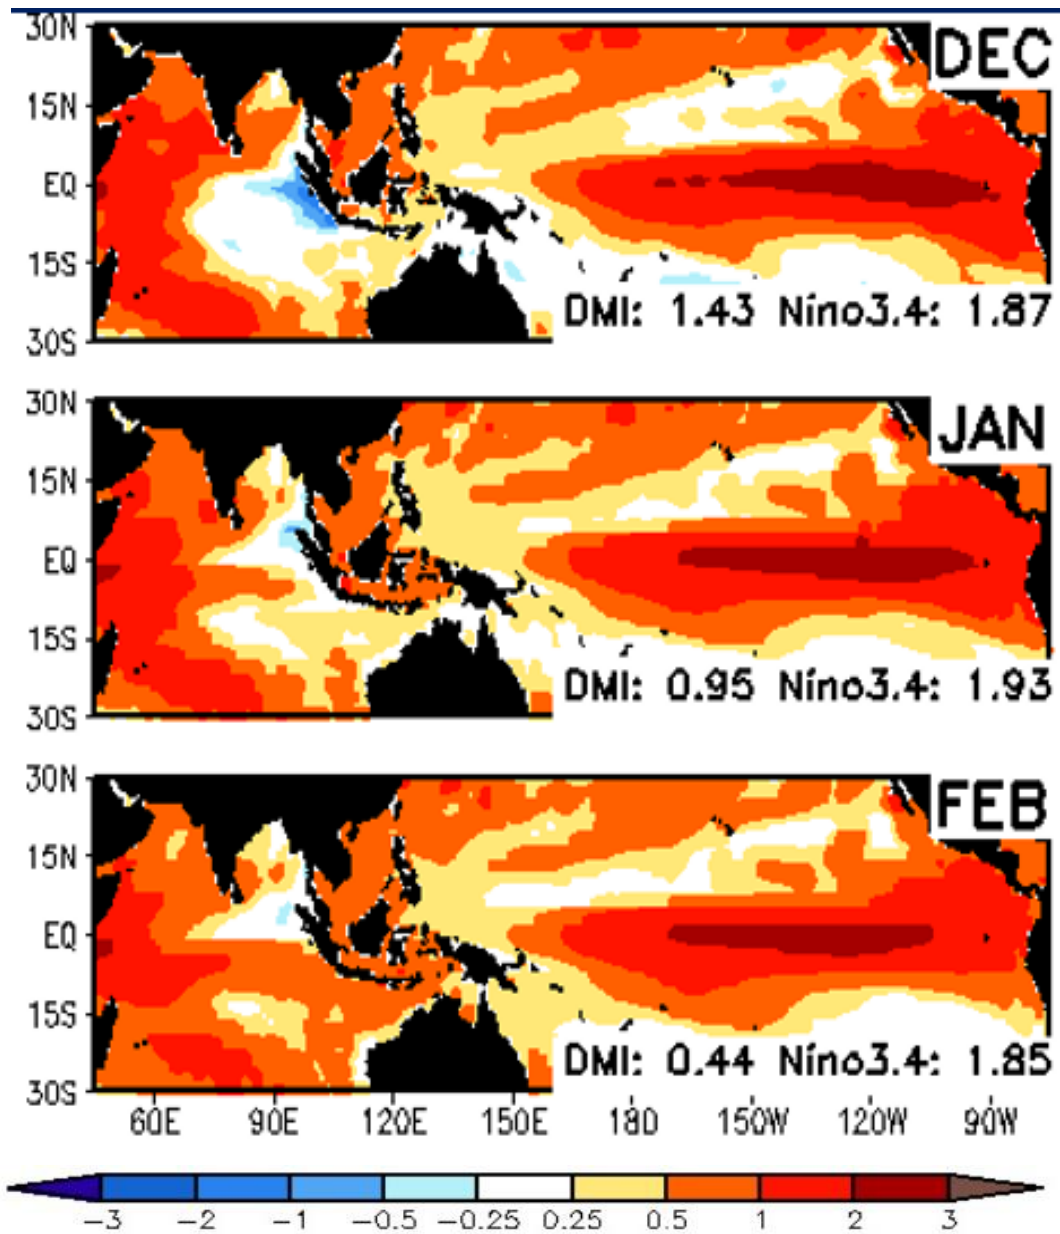 30N
DEC
15N
EQ
15S
30S
DMI: 1.43 Nino3.4: 1.87
30N
JAN
15N
EQ
15S
30S
DMI: 0.95 Nino3.4: 1.93
30N
FEB
15N
EQ
15S
30S
DMI: 0.44 Nino3.4: 1.85
60E 90E 120E 150E 180 150W 120W 90W
-3 -2 -1 -0.5 -0.25 0.25 0.5 1 2 3